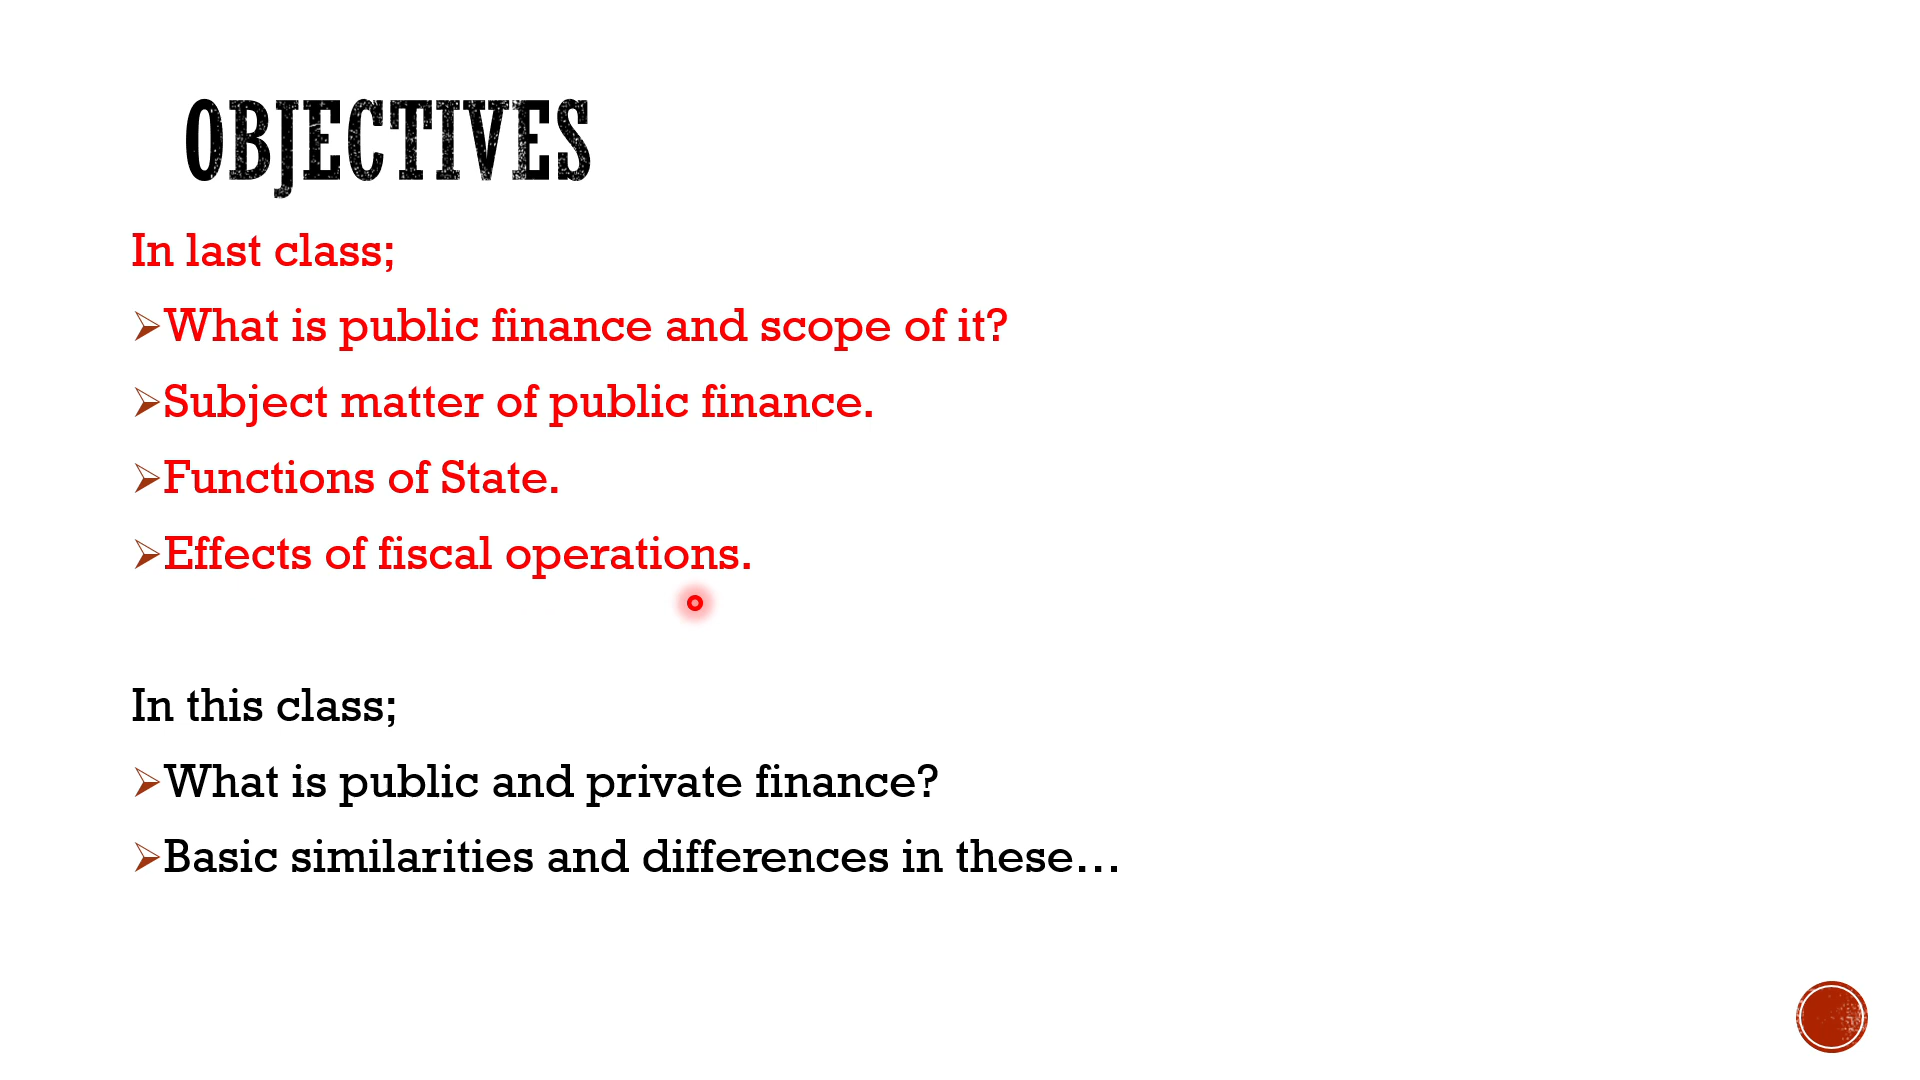 OBJECTIVES
In last class;
➢What is public finance and scope of it?
➢Subject matter of public finance.
➢Functions of State.
➢Effects of fiscal operations.
In this class;
➢What is public and private finance?
➢Basic similarities and differences in these…